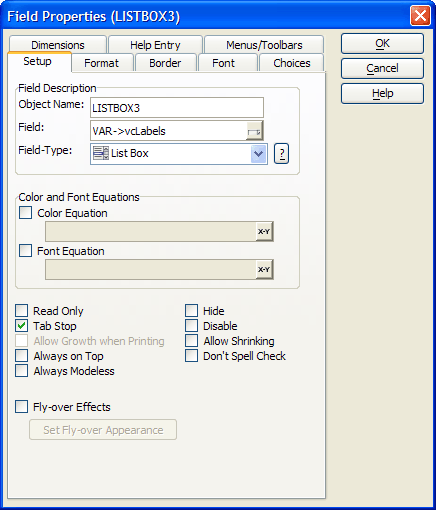 Field Properties (LISTBOX3)
Dimensions Help Entry Menus/Toolbars
Setup Format Border Font Choices
OK
Cancel
Help
Field Description
Object Name: LISTBOX3
Field: VAR->vcLabels
Field-Type: List Box ?
Color and Font Equations
Color Equation
X-Y
Font Equation
X-Y
Read Only Hide
Tab Stop Disable
Allow Growth when Printing Allow Shrinking
Always on Top Don't Spell Check
Always Modeless
Fly-over Effects
Set Fly-over Appearance